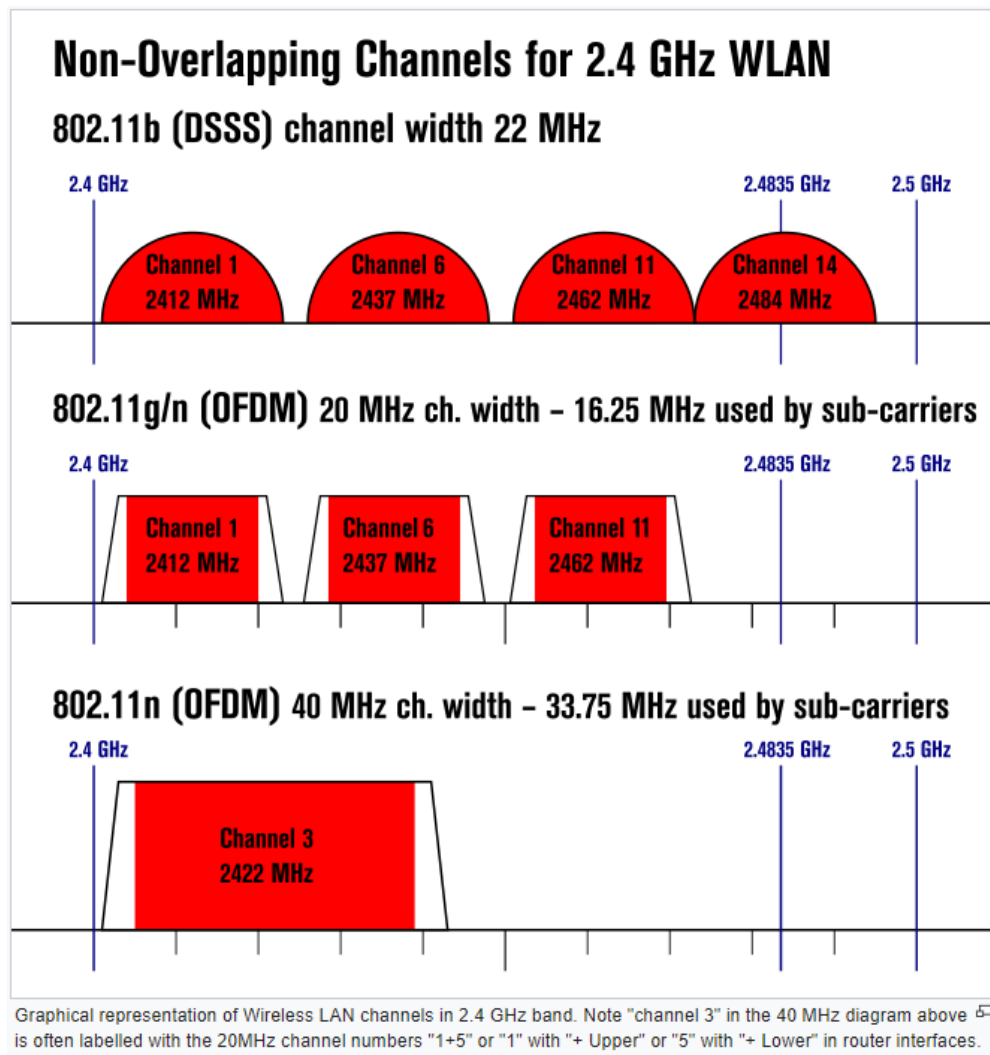 Non-Overlapping Channels for 2.4 GHz WLAN
802.11b (DSSS) channel width 22 MHz
2.4 GHz
2.4835 GHz
2.5 GHz
Channel 1
2412 MHz
Channel 6
2437 MHz
Channel 11
2462 MHz
Channel 14
2484 MHz
802.11g/n (OFDM) 20 MHz ch. width – 16.25 MHz used by sub-carriers
2.4 GHz
2.4835 GHz
2.5 GHz
Channel 1
2412 MHz
Channel 6
2437 MHz
Channel 11
2462 MHz
802.11n (OFDM) 40 MHz ch. width – 33.75 MHz used by sub-carriers
2.4 GHz
2.4835 GHz
2.5 GHz
Channel 3
2422 MHz
Graphical representation of Wireless LAN channels in 2.4 GHz band. Note "channel 3" in the 40 MHz diagram above
is often labelled with the 20MHz channel numbers "1+5" or "1" with "+ Upper" or "5" with "+ Lower" in router interfaces.